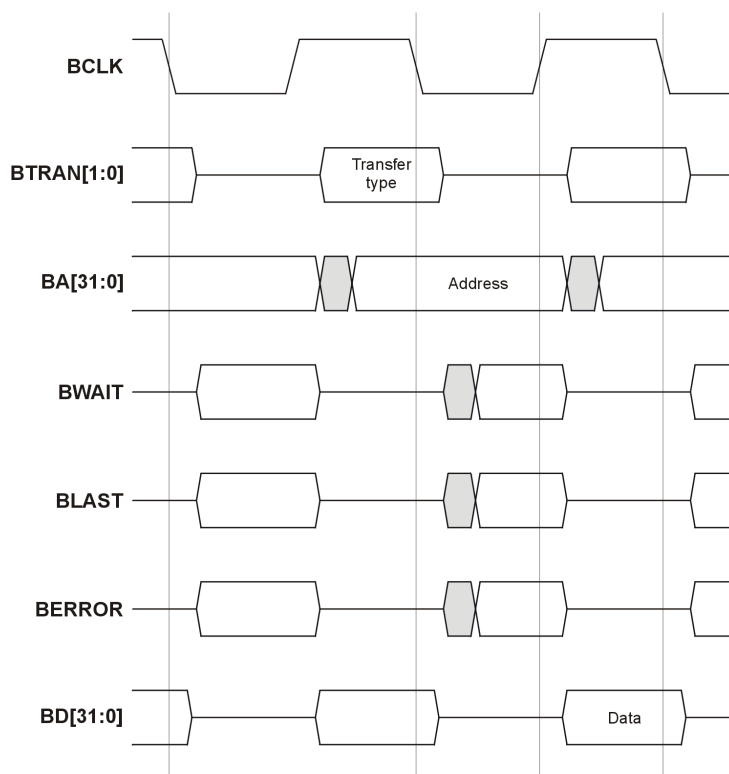 BCLK
BTRAN[1:0]
Transfer
type
BA[31:0]
Address
BWAIT
BLAST
BERROR
BD[31:0]
Data